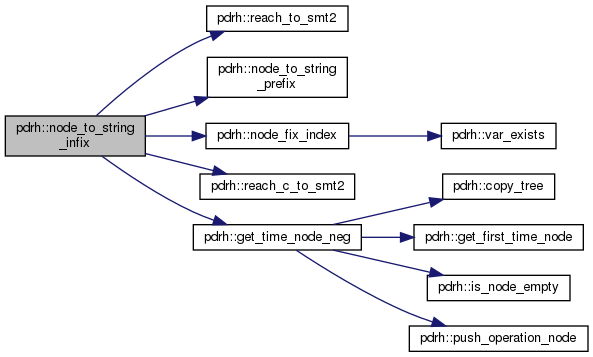 pdrh::node_to_string
_infix
pdrh::reach_to_smt2
pdrh::node_to_string
_prefix
pdrh::node_fix_index
pdrh::var_exists
pdrh::reach_c_to_smt2
pdrh::get_time_node_neg
pdrh::copy_tree
pdrh::get_first_time_node
pdrh::is_node_empty
pdrh::push_operation_node